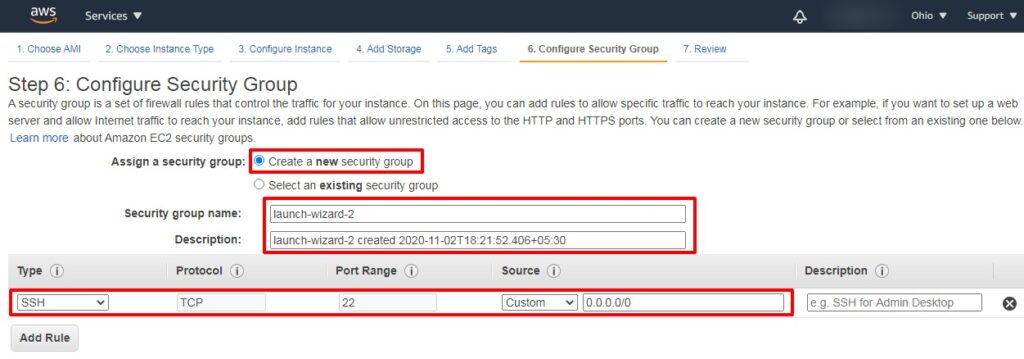 aws Services Ohio Support
1. Choose AMI 2. Choose Instance Type 3. Configure Instance 4. Add Storage 5. Add Tags 6. Configure Security Group 7. Review
Step 6: Configure Security Group
A security group is a set of firewall rules that control the traffic for your instance. On this page, you can add rules to allow specific traffic to reach your instance. For example, if you want to set up a web
server and allow Internet traffic to reach your instance, add rules that allow unrestricted access to the HTTP and HTTPS ports. You can create a new security group or select from an existing one below.
Learn more about Amazon EC2 security groups.
Assign a security group: Create a new security group
Select an existing security group
Security group name: launch-wizard-2
Description: launch-wizard-2 created 2020-11-02T18:21:52.406+05:30
Type i Protocol i Port Range i Source i Description i
SSH TCP 22 Custom 0.0.0.0/0 e.g. SSH for Admin Desktop
Add Rule